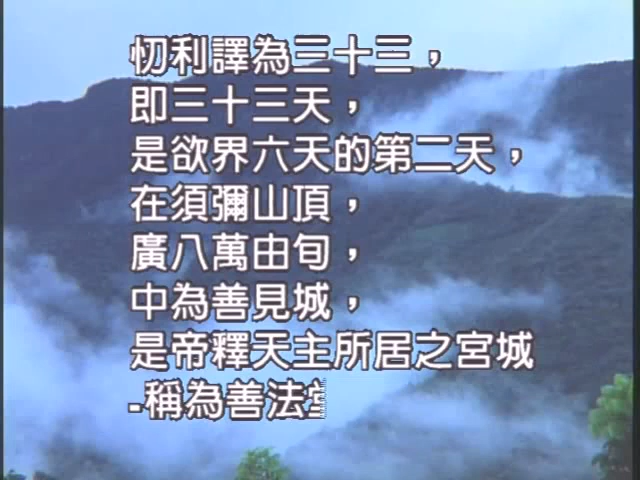 忉利譯為三十三，
即三十三天，
是欲界六天的第二天，
在須彌山頂，
廣八萬由旬，
中為善見城，
是帝釋天主所居之宮城
-稱為善法